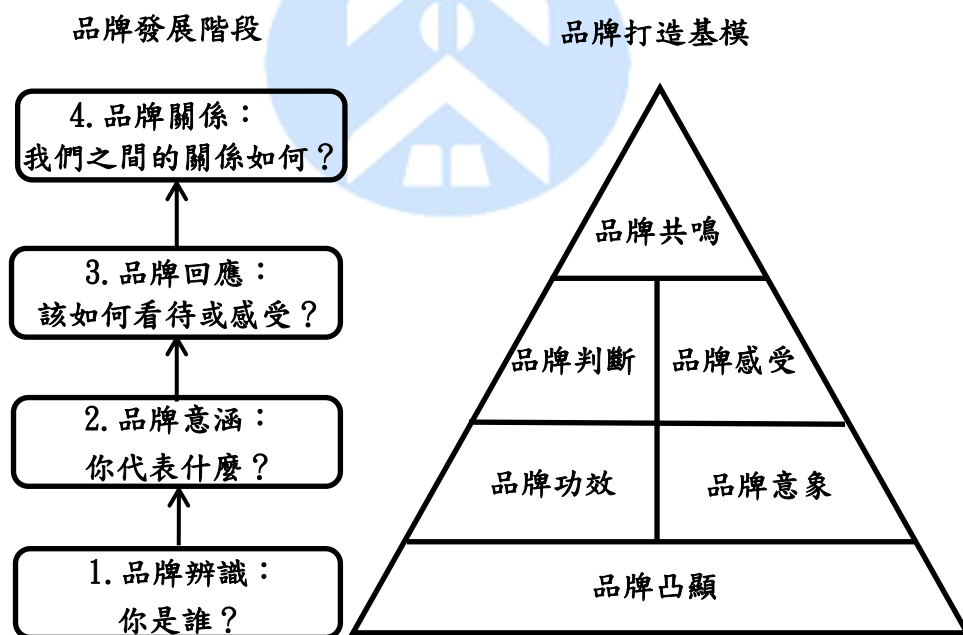 品牌發展階段
品牌打造基模
4.品牌關係：
我們之間的關係如何？
3.品牌回應：
該如何看待或感受？
2.品牌意涵：
你代表什麼？
1.品牌辨識：
你是誰？
品牌共鳴
品牌判斷
品牌感受
品牌功效
品牌意象
品牌凸顯